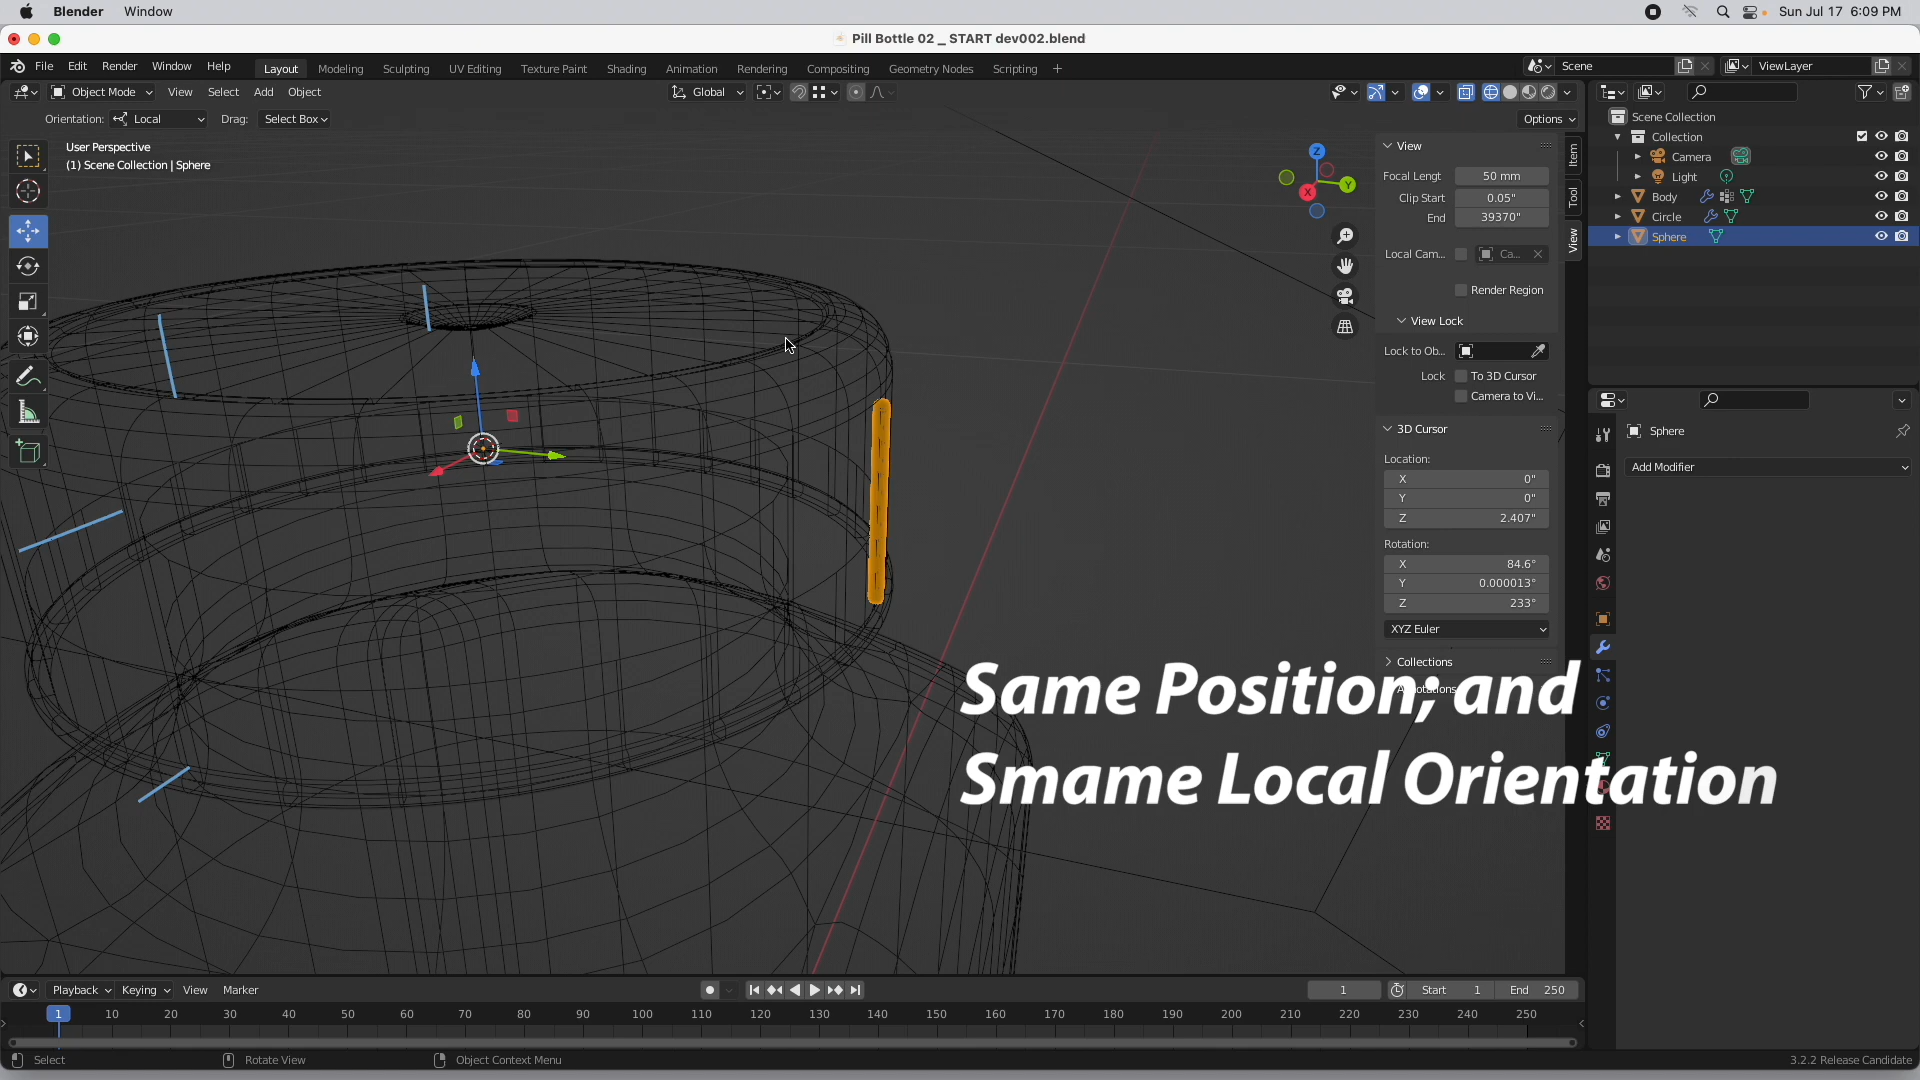 Blender Window Sun Jul 17 6:09 PM
Pill Bottle 02 _ START dev002.blend
File Edit Render Window Help Layout Modeling Sculpting UV Editing Texture Paint Shading Animation Rendering Compositing Geometry Nodes Scripting + Scene ViewLayer
Object Mode View Select Add Object Global
Orientation: Local Drag: Select Box Options
User Perspective
(1) Scene Collection | Sphere
Z
Y
X
View
Focal Lengt 50 mm
Clip Start 0.05"
End 39370"
Local Cam... Ca...
Render Region
View Lock
Lock to Ob...
Lock To 3D Cursor
Camera to Vi...
3D Cursor
Location:
X 0"
Y 0"
Z 2.407"
Rotation:
X 84.6°
Y 0.000013°
Z 233°
XYZ Euler
Collections
Item
Tool
View
Scene Collection
Collection
Camera
Light
Body
Circle
Sphere
Sphere
Add Modifier
Same Position; and
Smame Local Orientation
Playback Keying View Marker 1 Start 1 End 250
1 10 20 30 40 50 60 70 80 90 100 110 120 130 140 150 160 170 180 190 200 210 220 230 240 250
Select Rotate View Object Context Menu 3.2.2 Release Candidate